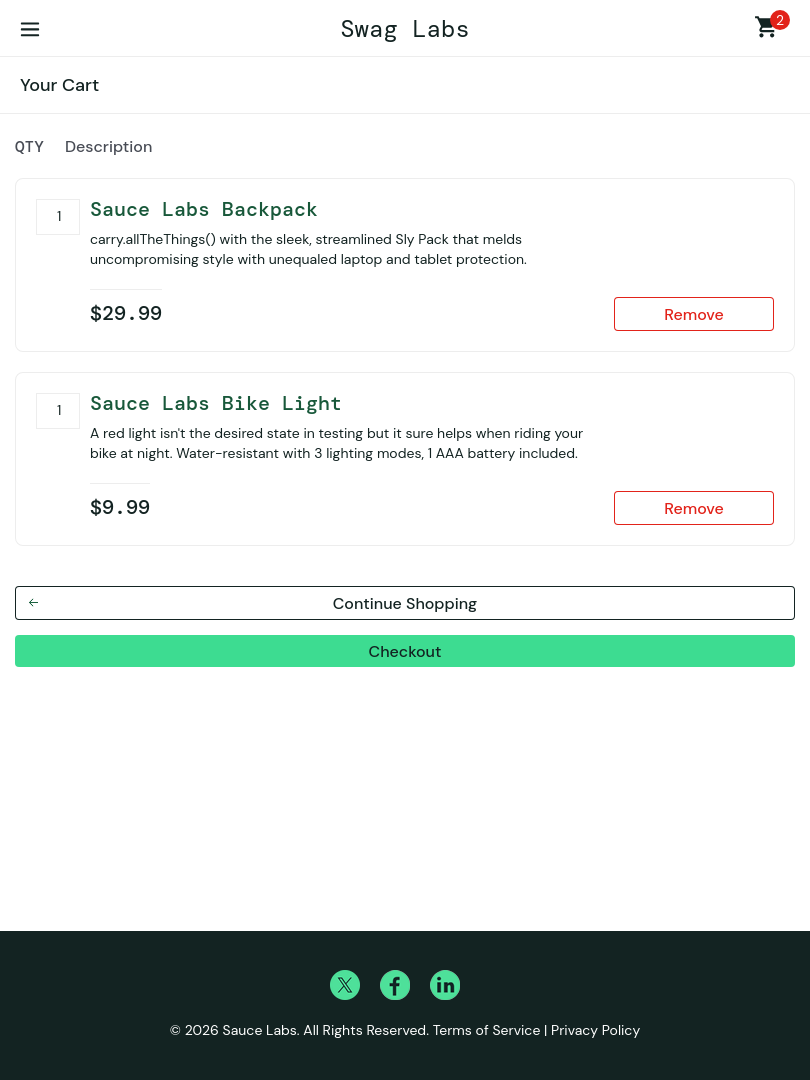 Swag Labs
2
Your Cart
QTY Description
1
Sauce Labs Backpack
carry.allTheThings() with the sleek, streamlined Sly Pack that melds
uncompromising style with unequaled laptop and tablet protection.
$29.99
Remove
1
Sauce Labs Bike Light
A red light isn't the desired state in testing but it sure helps when riding your
bike at night. Water-resistant with 3 lighting modes, 1 AAA battery included.
$9.99
Remove
Continue Shopping
Checkout
© 2026 Sauce Labs. All Rights Reserved. Terms of Service | Privacy Policy